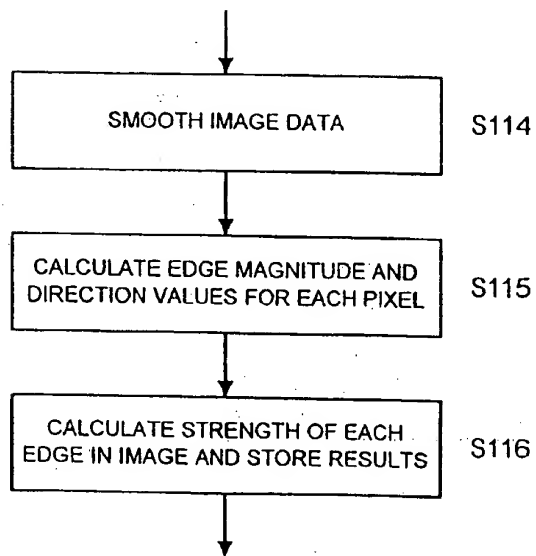 SMOOTH IMAGE DATA
S114
CALCULATE EDGE MAGNITUDE AND
DIRECTION VALUES FOR EACH PIXEL
S115
CALCULATE STRENGTH OF EACH
EDGE IN IMAGE AND STORE RESULTS
S116